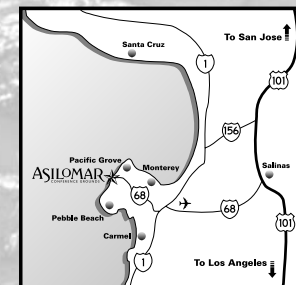 To San Jose
Santa Cruz
1
101
156
Pacific Grove
Monterey
Salinas
ASILOMAR
CONFERENCE GROUNDS
68
68
Pebble Beach
101
Carmel
1
To Los Angeles